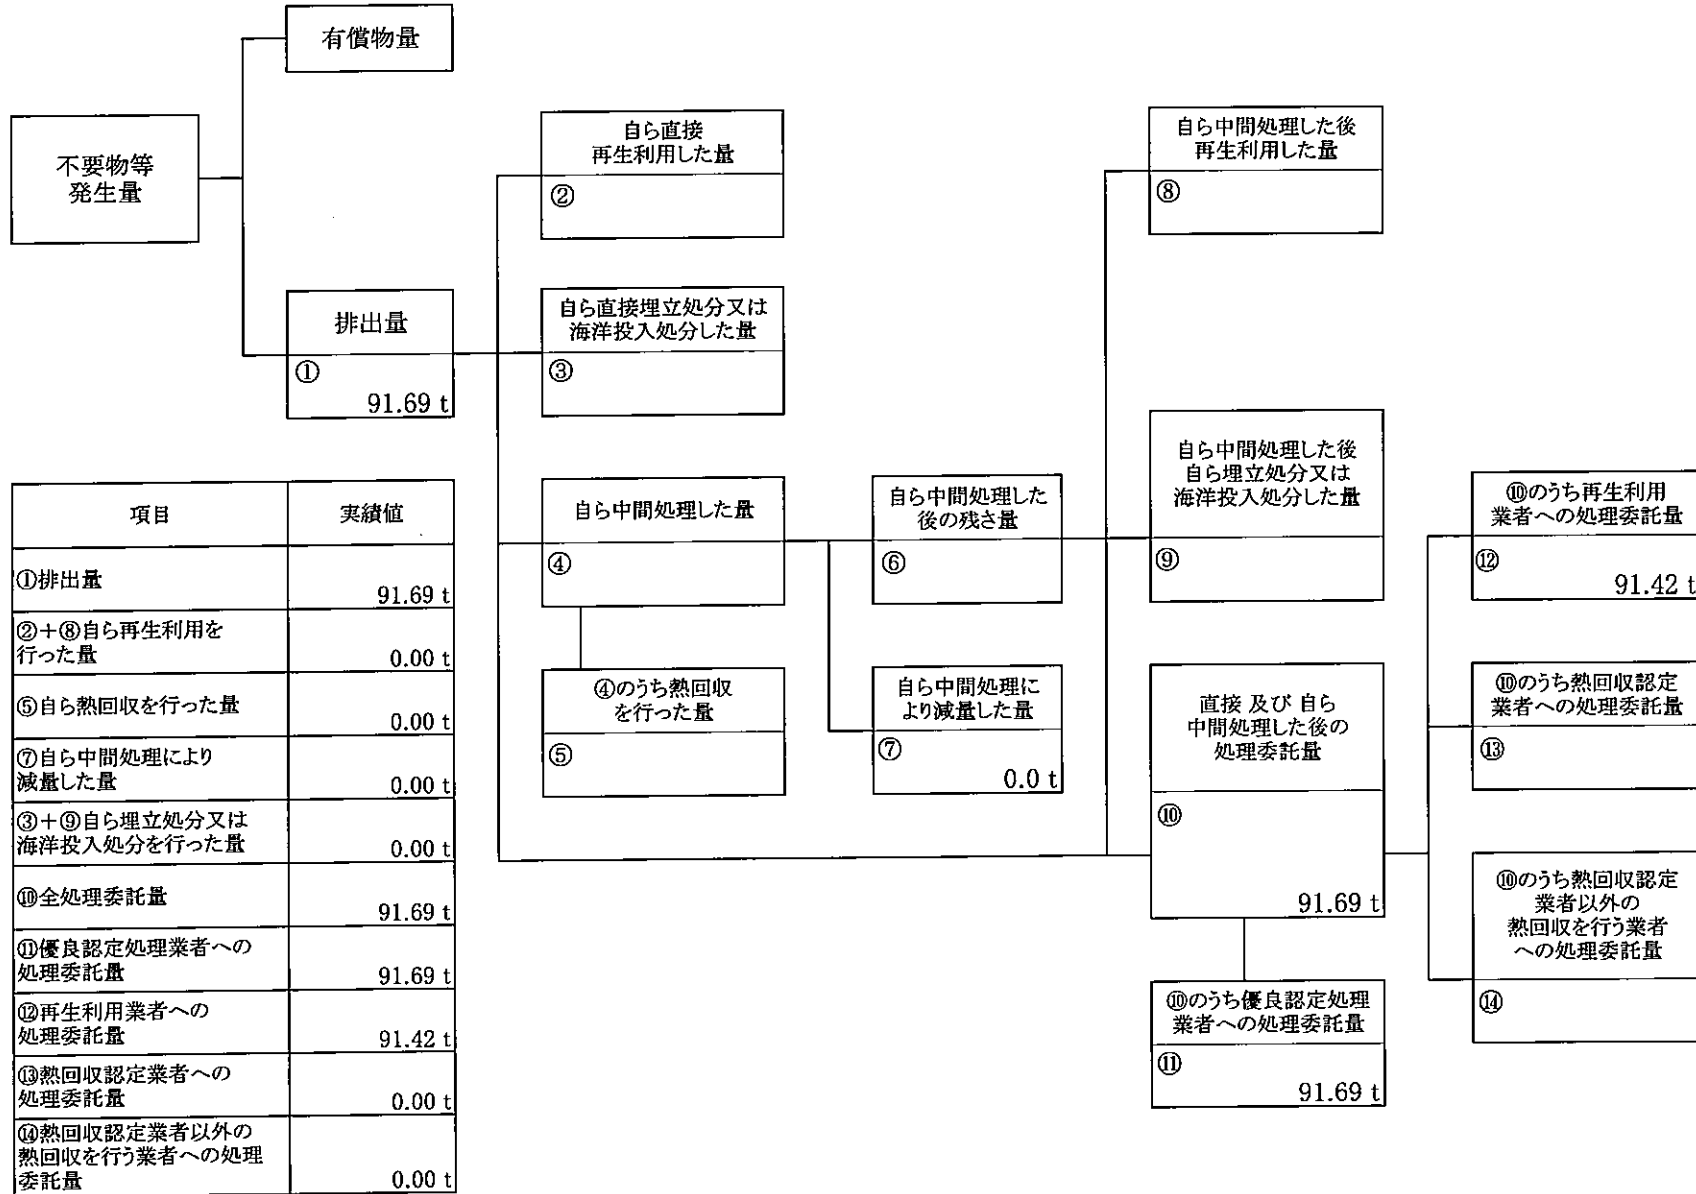 有償物量
不要物等
発生量
排出量
①
91.69 t
自ら直接
再生利用した量
②
自ら直接埋立処分又は
海洋投入処分した量
③
自ら中間処理した量
④
④のうち熱回収
を行った量
⑤
自ら中間処理した
後の残さ量
⑥
自ら中間処理に
より減量した量
⑦
0.0 t
自ら中間処理した後
再生利用した量
⑧
自ら中間処理した後
自ら埋立処分又は
海洋投入処分した量
⑨
直接 及び 自ら
中間処理した後の
処理委託量
⑩
91.69 t
⑩のうち優良認定処理
業者への処理委託量
⑪
91.69 t
⑩のうち再生利用
業者への処理委託量
⑫
91.42 t
⑩のうち熱回収認定
業者への処理委託量
⑬
⑩のうち熱回収認定
業者以外の
熱回収を行う業者
への処理委託量
⑭
項目 実績値
①排出量 91.69 t
②+⑧自ら再生利用を
行った量 0.00 t
⑤自ら熱回収を行った量 0.00 t
⑦自ら中間処理により
減量した量 0.00 t
③+⑨自ら埋立処分又は
海洋投入処分を行った量 0.00 t
⑩全処理委託量 91.69 t
⑪優良認定処理業者への
処理委託量 91.69 t
⑫再生利用業者への
処理委託量 91.42 t
⑬熱回収認定業者への
処理委託量 0.00 t
⑭熱回収認定業者以外の
熱回収を行う業者への処理
委託量 0.00 t